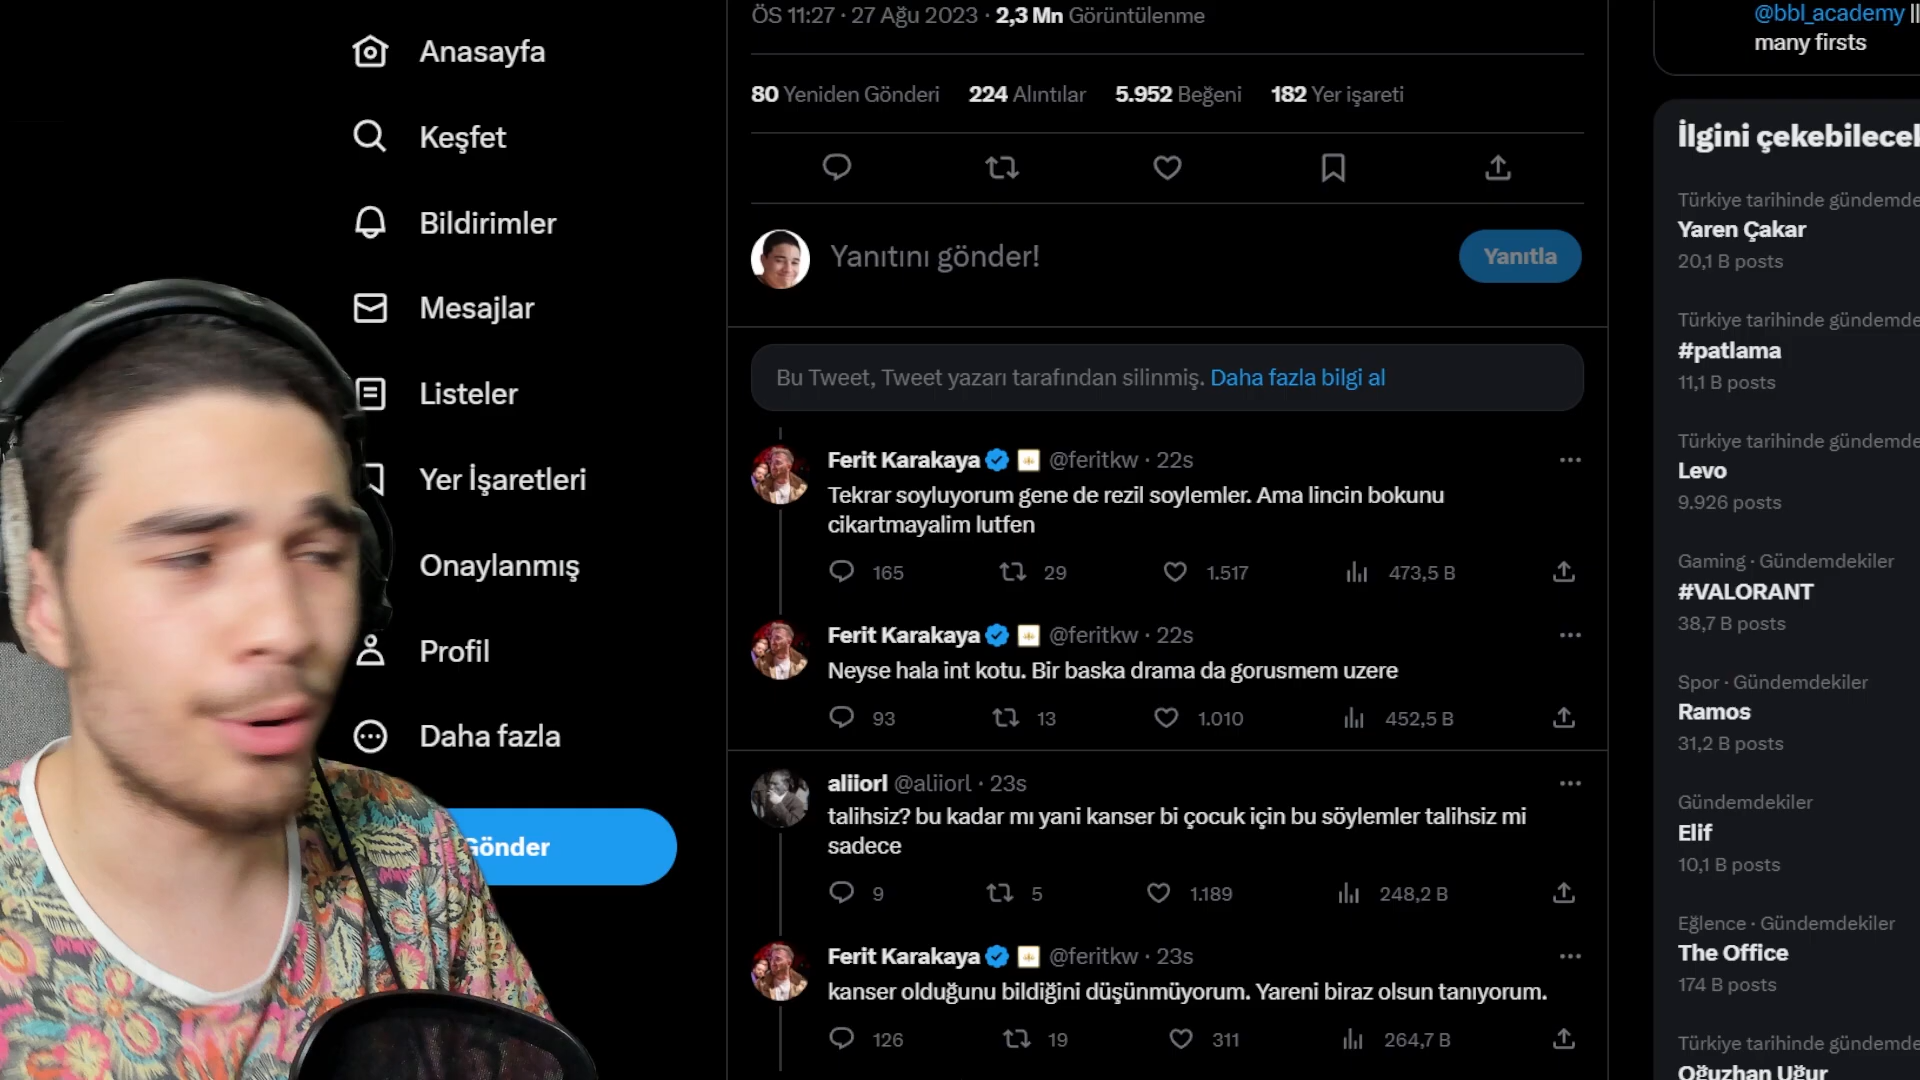 Anasayfa
Keşfet
Bildirimler
Mesajlar
Listeler
Yer İşaretleri
Onaylanmış
Profil
Daha fazla
Gönder
ÖS 11:27 · 27 Ağu 2023 · 2,3 Mn Görüntülenme
80 Yeniden Gönderi 224 Alıntılar 5.952 Beğeni 182 Yer işareti
Yanıtını gönder!
Yanıtla
Bu Tweet, Tweet yazarı tarafından silinmiş. Daha fazla bilgi al
Ferit Karakaya @feritkw · 22s
Tekrar soyluyorum gene de rezil soylemler. Ama lincin bokunu
cikartmayalim lutfen
165 29 1.517 473,5 B
Ferit Karakaya @feritkw · 22s
Neyse hala int kotu. Bir baska drama da gorusmem uzere
93 13 1.010 452,5 B
aliiorl @aliiorl · 23s
talihsiz? bu kadar mı yani kanser bi çocuk için bu söylemler talihsiz mi
sadece
9 5 1.189 248,2 B
Ferit Karakaya @feritkw · 23s
kanser olduğunu bildiğini düşünmüyorum. Yareni biraz olsun tanıyorum.
126 19 311 264,7 B
@bbl_academy ||
many firsts
İlgini çekebilecek
Türkiye tarihinde gündemde
Yaren Çakar
20,1 B posts
Türkiye tarihinde gündemde
#patlama
11,1 B posts
Türkiye tarihinde gündemde
Levo
9.926 posts
Gaming · Gündemdekiler
#VALORANT
38,7 B posts
Spor · Gündemdekiler
Ramos
31,2 B posts
Gündemdekiler
Elif
10,1 B posts
Eğlence · Gündemdekiler
The Office
174 B posts
Türkiye tarihinde gündemde
Oğuzhan Uğur